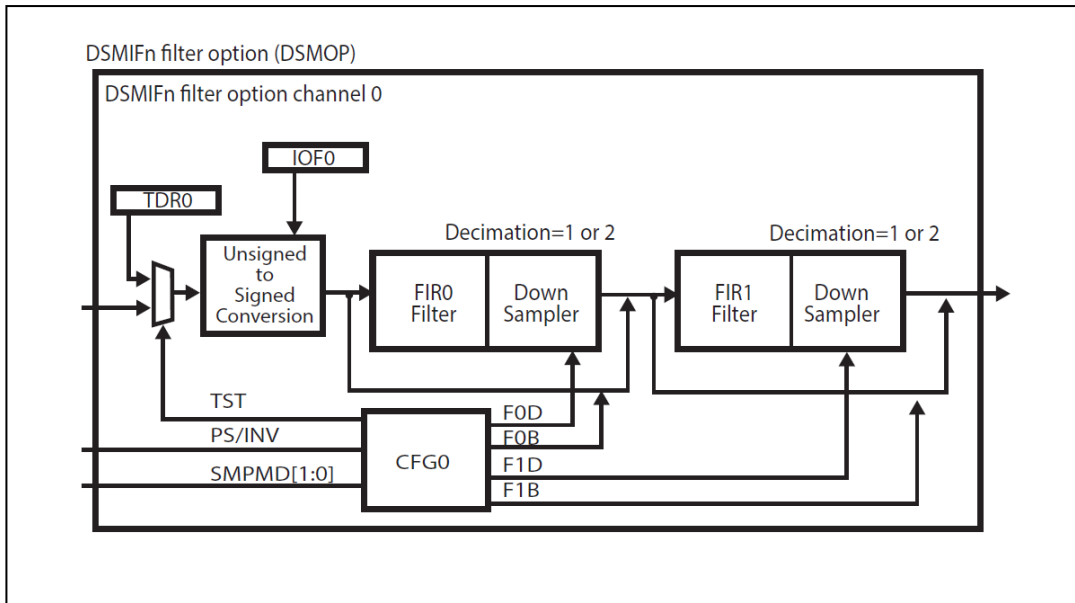 DSMIFn filter option (DSMOP)
DSMIFn filter option channel 0
IOF0
TDR0
Decimation=1 or 2
Decimation=1 or 2
Unsigned
to
Signed
Conversion
FIR0
Filter
Down
Sampler
FIR1
Filter
Down
Sampler
TST
PS/INV
SMPMD[1:0]
CFG0
F0D
F0B
F1D
F1B